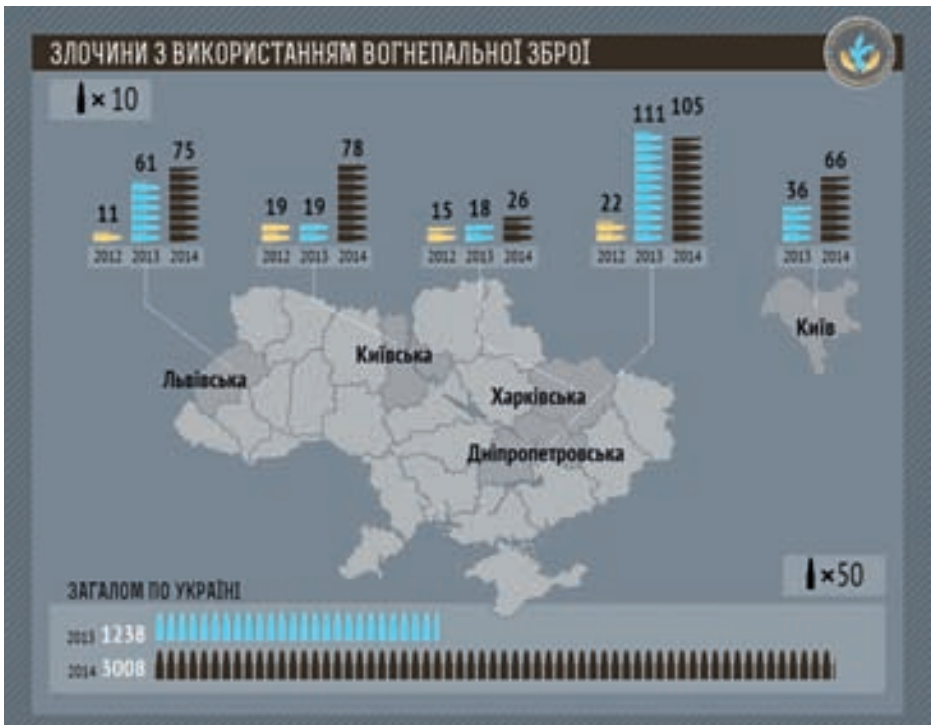 ЗЛОЧИНИ З ВИКОРИСТАННЯМ ВОГНЕПАЛЬНОЇ ЗБРОЇ
× 10
11 61 75
2012 2013 2014
19 19 78
2012 2013 2014
15 18 26
2012 2013 2014
22 111 105
2012 2013 2014
36 66
2013 2014
Київ
Київська
Львівська
Харківська
Дніпропетровська
×50
ЗАГАЛОМ ПО УКРАЇНІ
2013 1238
2014 3008